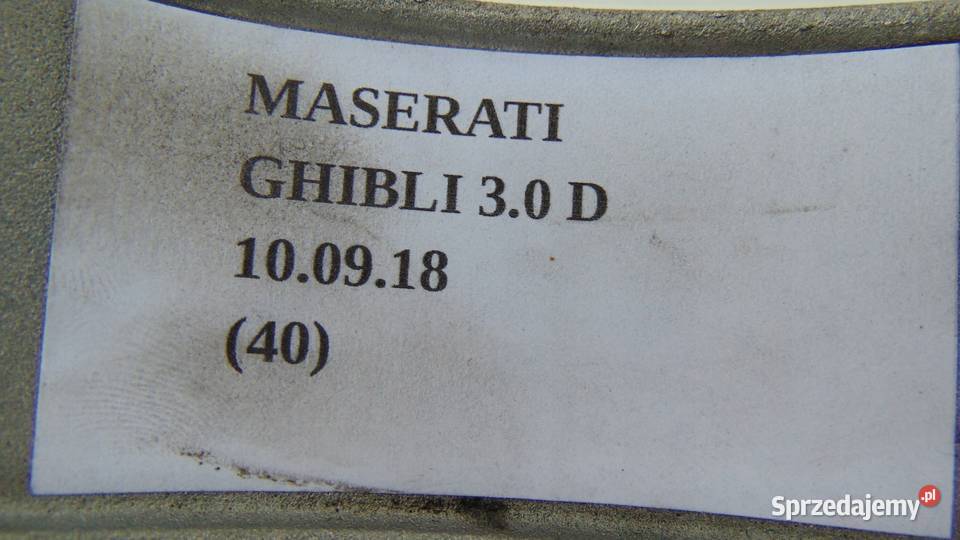 MASERATI
GHIBLI 3.0 D
10.09.18
(40)
Sprzedajemy.pl